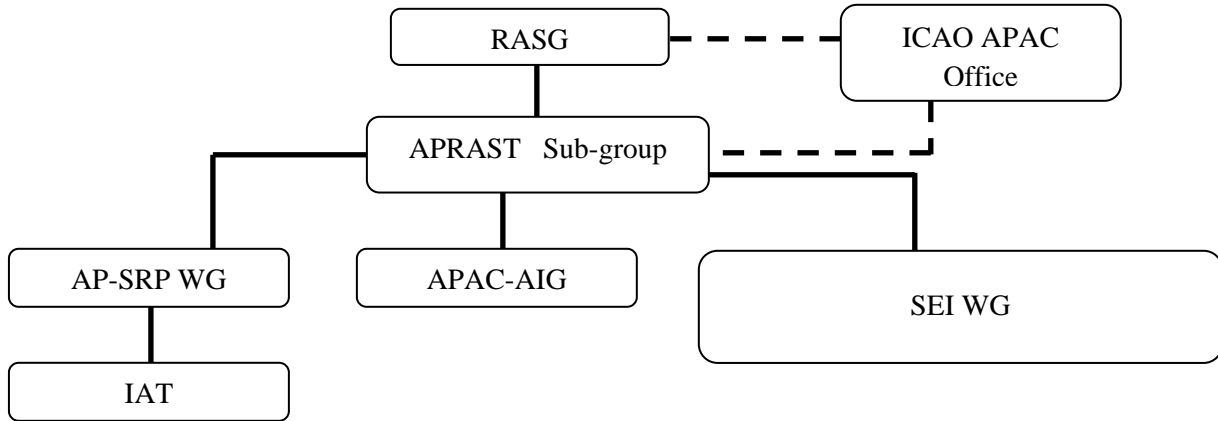 RASG
ICAO APAC
Office
APRAST Sub-group
AP-SRP WG
APAC-AIG
SEI WG
IAT